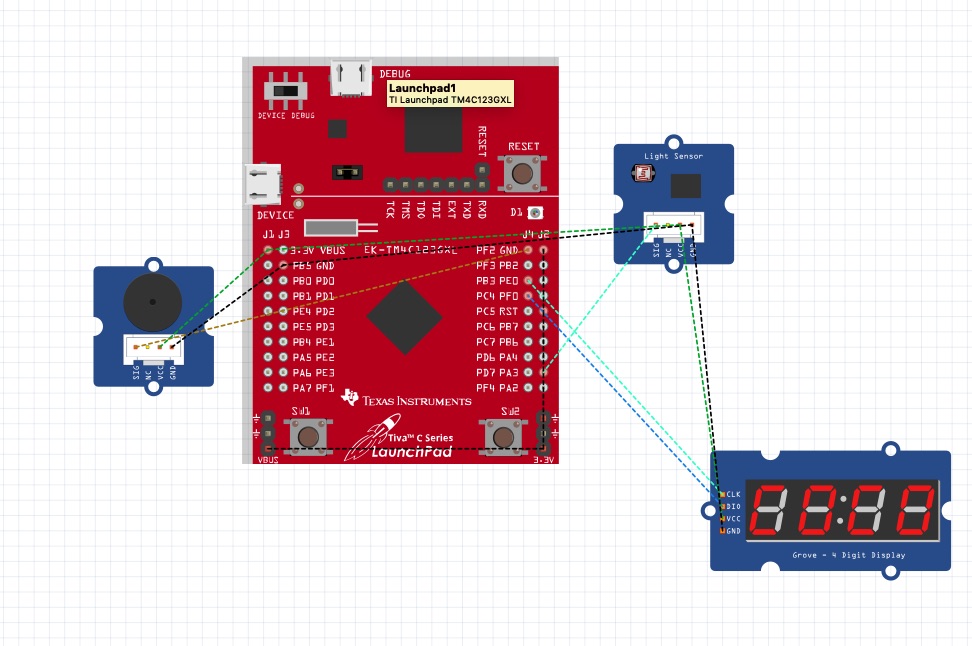 DEBUG
Launchpad1
TI Launchpad TM4C123GXL
DEVICE DEBUG
RESET
RESET
TCK
TMS
TDO
TDI
EXT
TXD
RXD
D1
DEVICE
J1 J3
J4 J2
3.3V VBUS
EK-TM4C123GXL
PF2 GND
PB5 GND
PF3 PB2
PB0 PD0
PB3 PE0
PB1 PD1
PC4 PF0
PE4 PD2
PC5 RST
PE5 PD3
PC6 PB7
PB4 PE1
PC7 PB6
PA5 PE2
PD6 PA4
PA6 PE3
PD7 PA3
PA7 PF1
PF4 PA2
TEXAS INSTRUMENTS
SW1
SW2
Tiva™ C Series
LaunchPad
VBUS
3.3V
SIG
NC
VCC
GND
Light Sensor
SIG
NC
VCC
GND
CLK
DIO
VCC
GND
Grove - 4 Digit Display